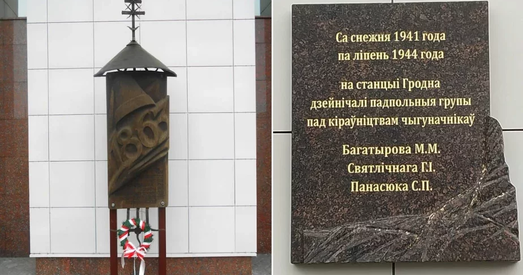 1863
Са снежня 1941 года
па ліпень 1944 года
на станцыі Гродна
дзейнічалі падпольныя групы
пад кіраўніцтвам чыгуначнікаў
Багатырова М.М.
Святлічнага Г.І.
Панасюка С.П.